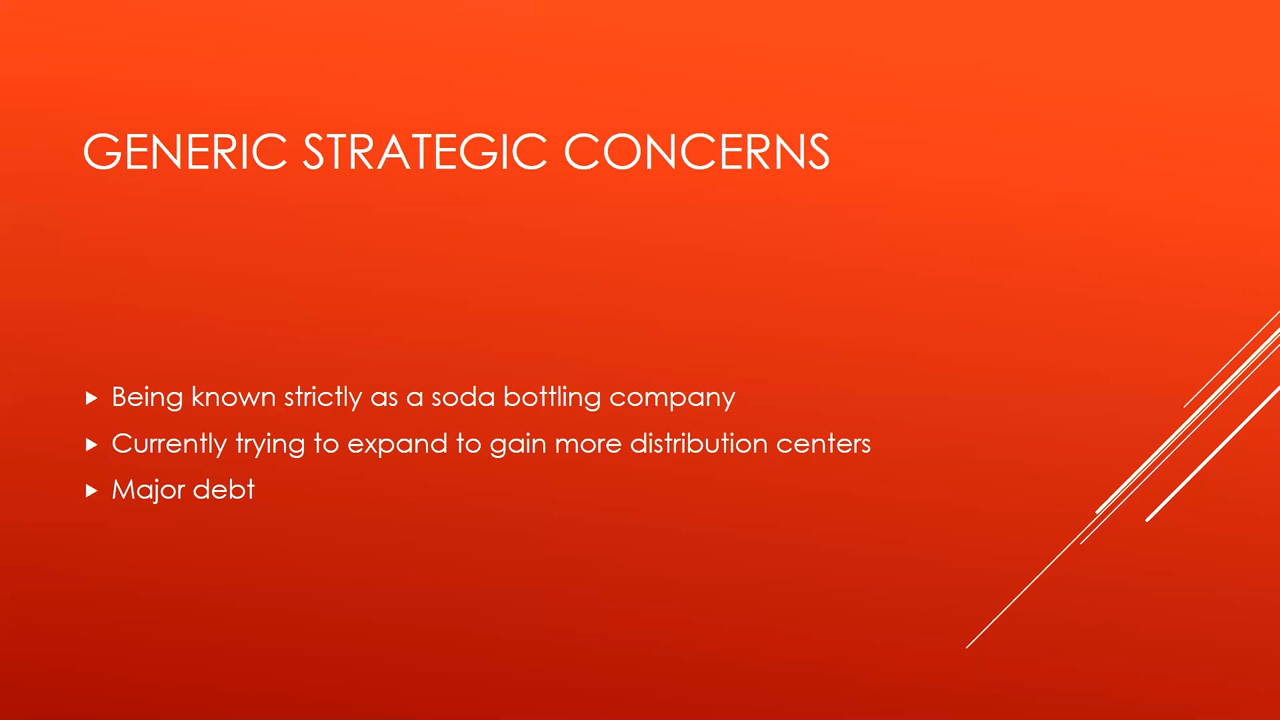 GENERIC STRATEGIC CONCERNS
Being known strictly as a soda bottling company
Currently trying to expand to gain more distribution centers
Major debt